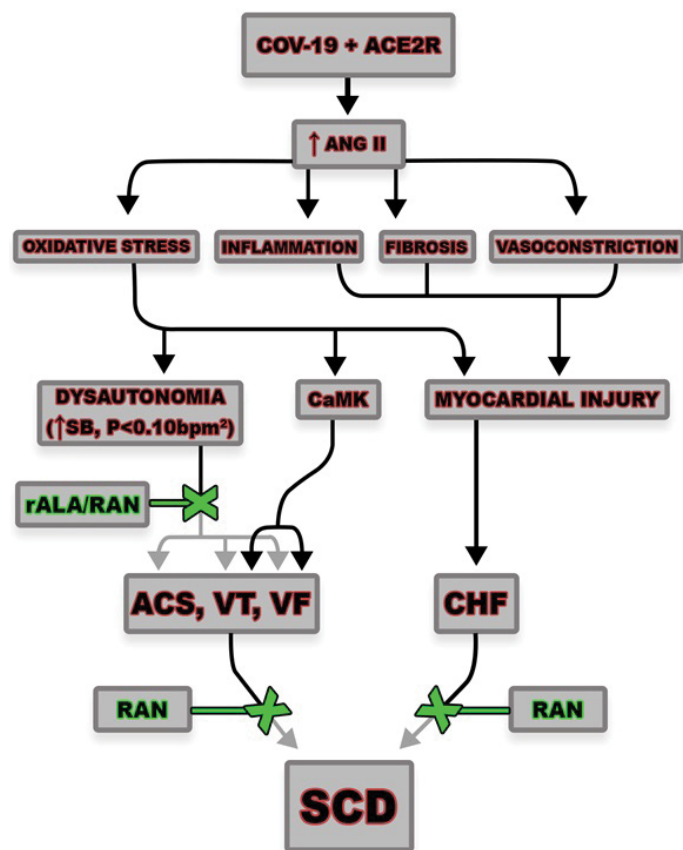 COV-19 + ACE2R
↑ ANG II
OXIDATIVE STRESS
INFLAMMATION
FIBROSIS
VASOCONSTRICTION
DYSAUTONOMIA
(↑SB, P<0.10bpm²)
CaMK
MYOCARDIAL INJURY
rALA/RAN
ACS, VT, VF
CHF
RAN
RAN
SCD